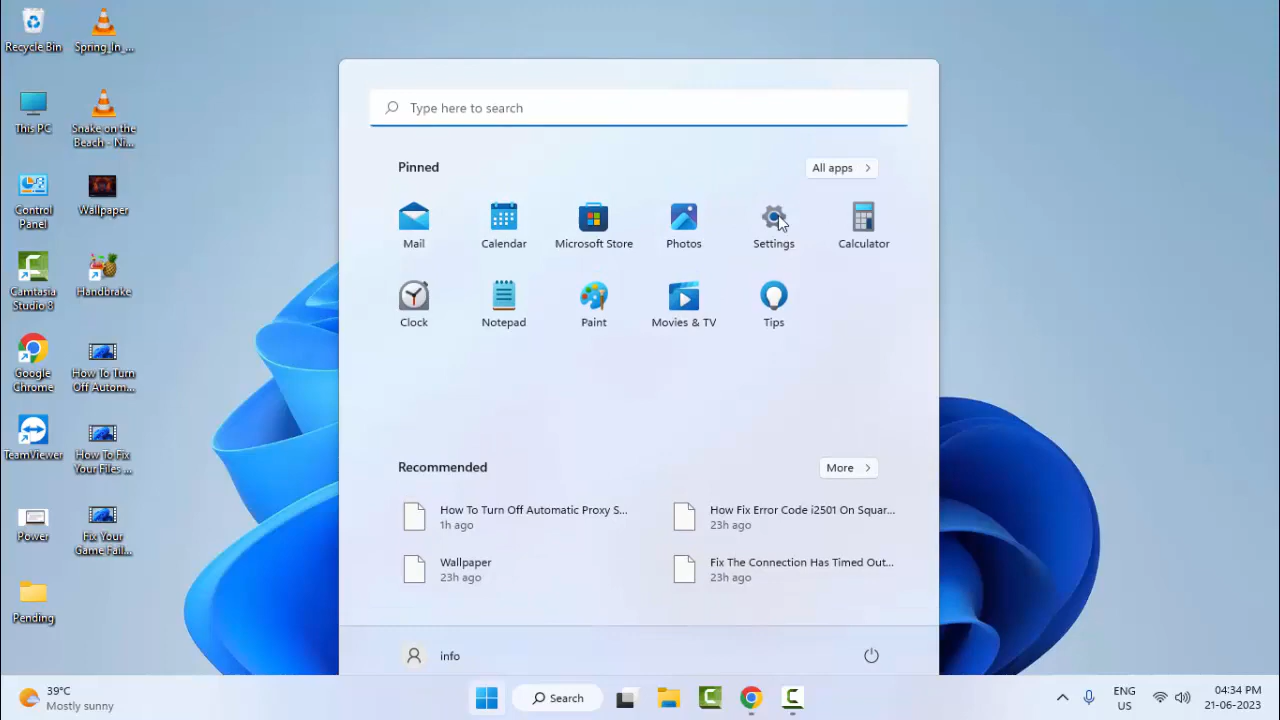 Recycle Bin
Spring_In_...
This PC
Snake on the
Beach - Ni...
Control
Panel
Wallpaper
Camtasia
Studio 8
Handbrake
Google
Chrome
How To Turn
Off Autom...
TeamViewer
How To Fix
Your Files ...
Power
Fix Your
Game Fail...
Pending
Type here to search
Pinned
All apps
Mail
Calendar
Microsoft Store
Photos
Settings
Calculator
Clock
Notepad
Paint
Movies & TV
Tips
Recommended
More
How To Turn Off Automatic Proxy S...
1h ago
How Fix Error Code i2501 On Squar...
23h ago
Wallpaper
23h ago
Fix The Connection Has Timed Out...
23h ago
info
39°C
Mostly sunny
Search
ENG
US
04:34 PM
21-06-2023